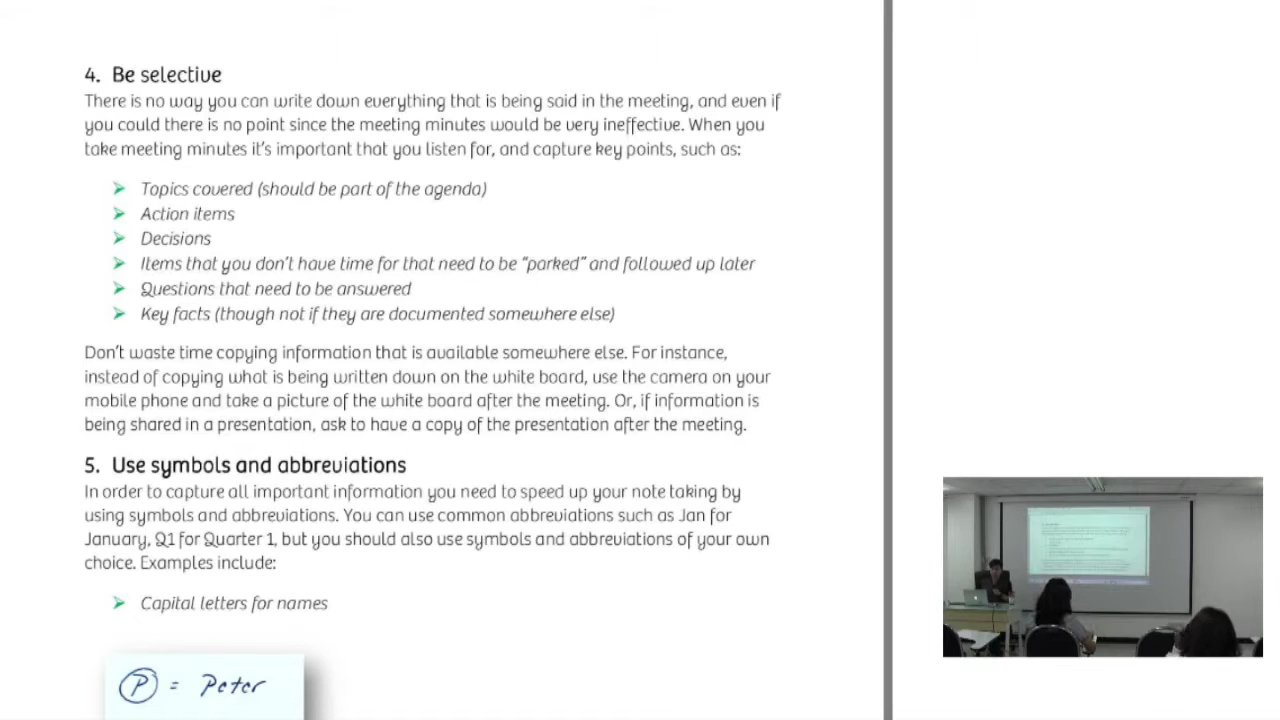 4. Be selective
There is no way you can write down everything that is being said in the meeting, and even if
you could there is no point since the meeting minutes would be very ineffective. When you
take meeting minutes it's important that you listen for, and capture key points, such as:
➤ Topics covered (should be part of the agenda)
➤ Action items
➤ Decisions
➤ Items that you don't have time for that need to be "parked" and followed up later
➤ Questions that need to be answered
➤ Key facts (though not if they are documented somewhere else)
Don't waste time copying information that is available somewhere else. For instance,
instead of copying what is being written down on the white board, use the camera on your
mobile phone and take a picture of the white board after the meeting. Or, if information is
being shared in a presentation, ask to have a copy of the presentation after the meeting.
5. Use symbols and abbreviations
In order to capture all important information you need to speed up your note taking by
using symbols and abbreviations. You can use common abbreviations such as Jan for
January, Q1 for Quarter 1, but you should also use symbols and abbreviations of your own
choice. Examples include:
➤ Capital letters for names
P = Peter